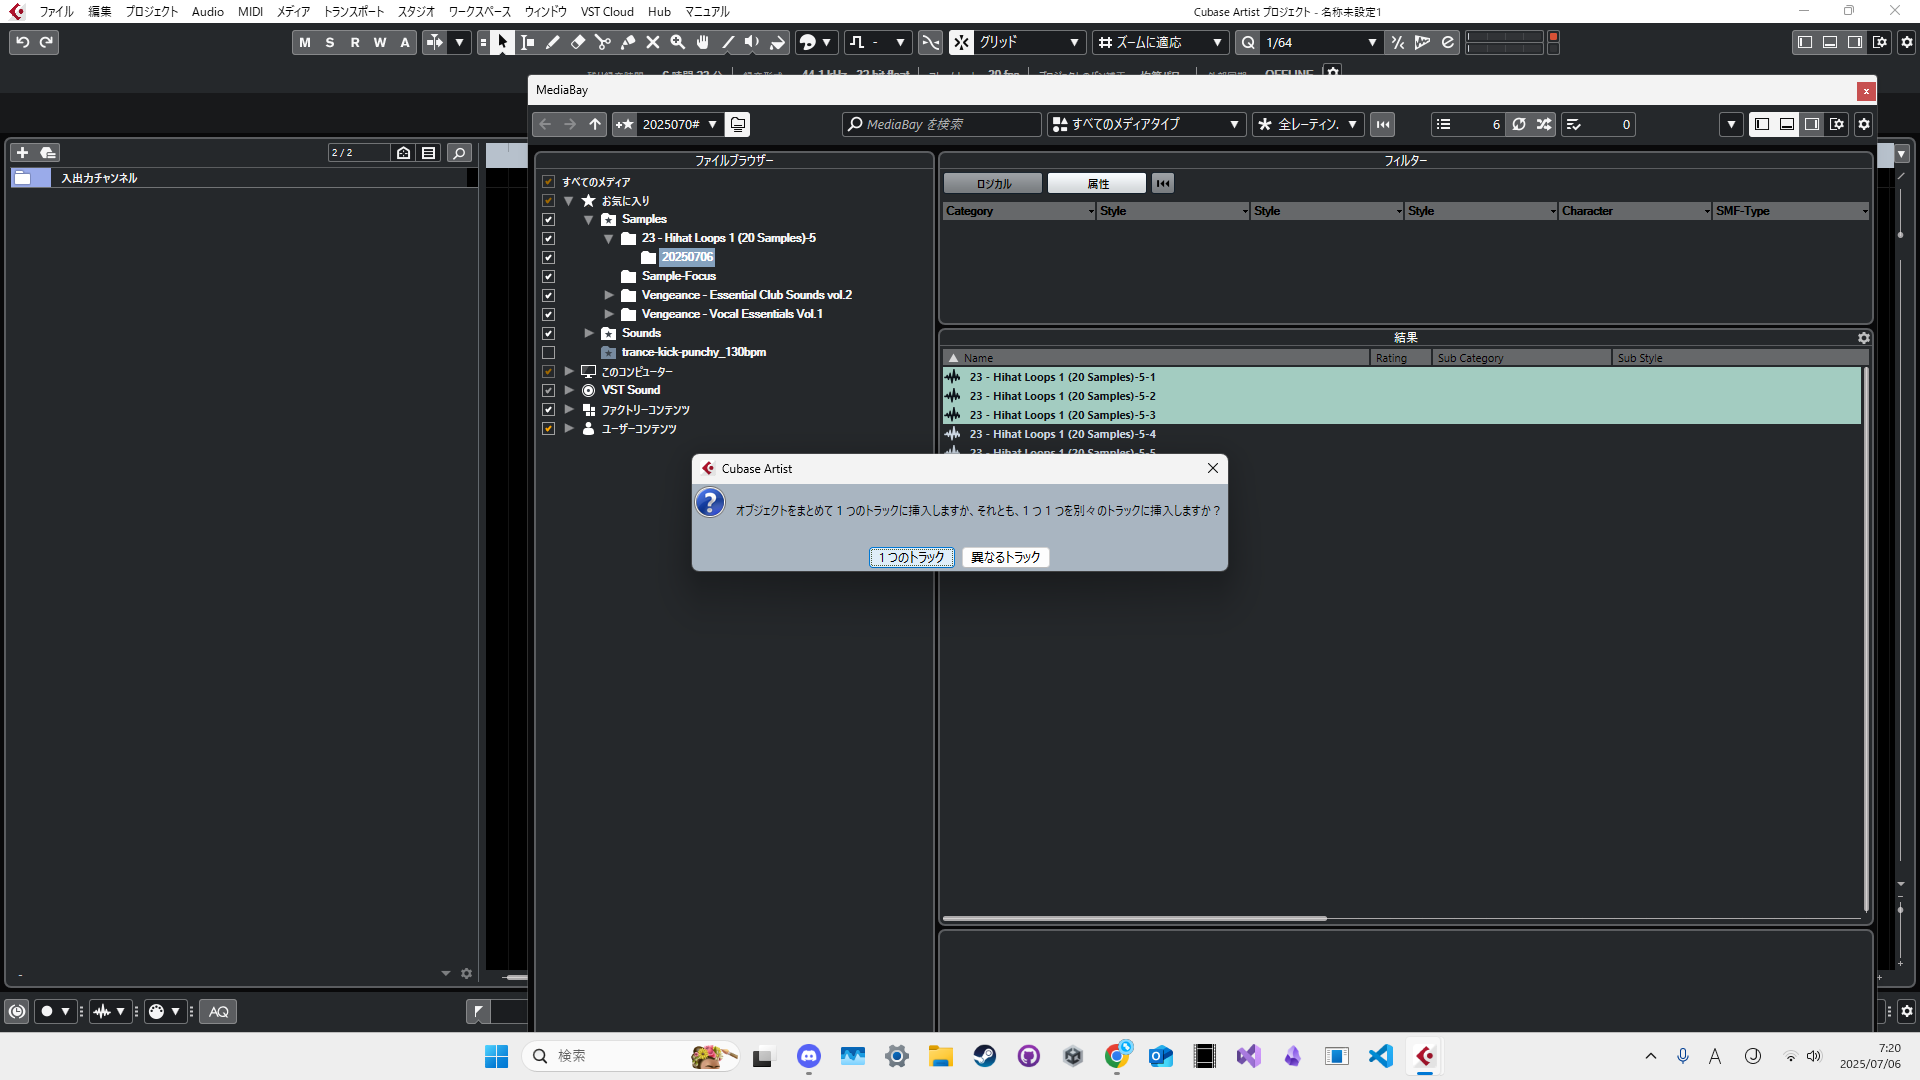 ファイル 編集 プロジェクト Audio MIDI メディア トランスポート スタジオ ワークスペース ウィンドウ VST Cloud Hub マニュアル
Cubase Artist プロジェクト - 名称未設定1
M S R W A
-
グリッド
ズームに適応
Q 1/64
MediaBay
2025070#
MediaBay を検索
すべてのメディアタイプ
全レーティン.
6
0
2 / 2
入出力チャンネル
ファイルブラウザー
すべてのメディア
お気に入り
Samples
23 - Hihat Loops 1 (20 Samples)-5
20250706
Sample-Focus
Vengeance - Essential Club Sounds vol.2
Vengeance - Vocal Essentials Vol.1
Sounds
trance-kick-punchy_130bpm
このコンピューター
VST Sound
ファクトリーコンテンツ
ユーザーコンテンツ
フィルター
ロジカル 属性
Category Style Style Style Character SMF-Type
結果
Name Rating Sub Category Sub Style
23 - Hihat Loops 1 (20 Samples)-5-1
23 - Hihat Loops 1 (20 Samples)-5-2
23 - Hihat Loops 1 (20 Samples)-5-3
23 - Hihat Loops 1 (20 Samples)-5-4
Cubase Artist
オブジェクトをまとめて 1 つのトラックに挿入しますか、それとも、1 つ 1 つを別々のトラックに挿入しますか ?
1 つのトラック 異なるトラック
-
AQ
検索
A
7:20
2025/07/06